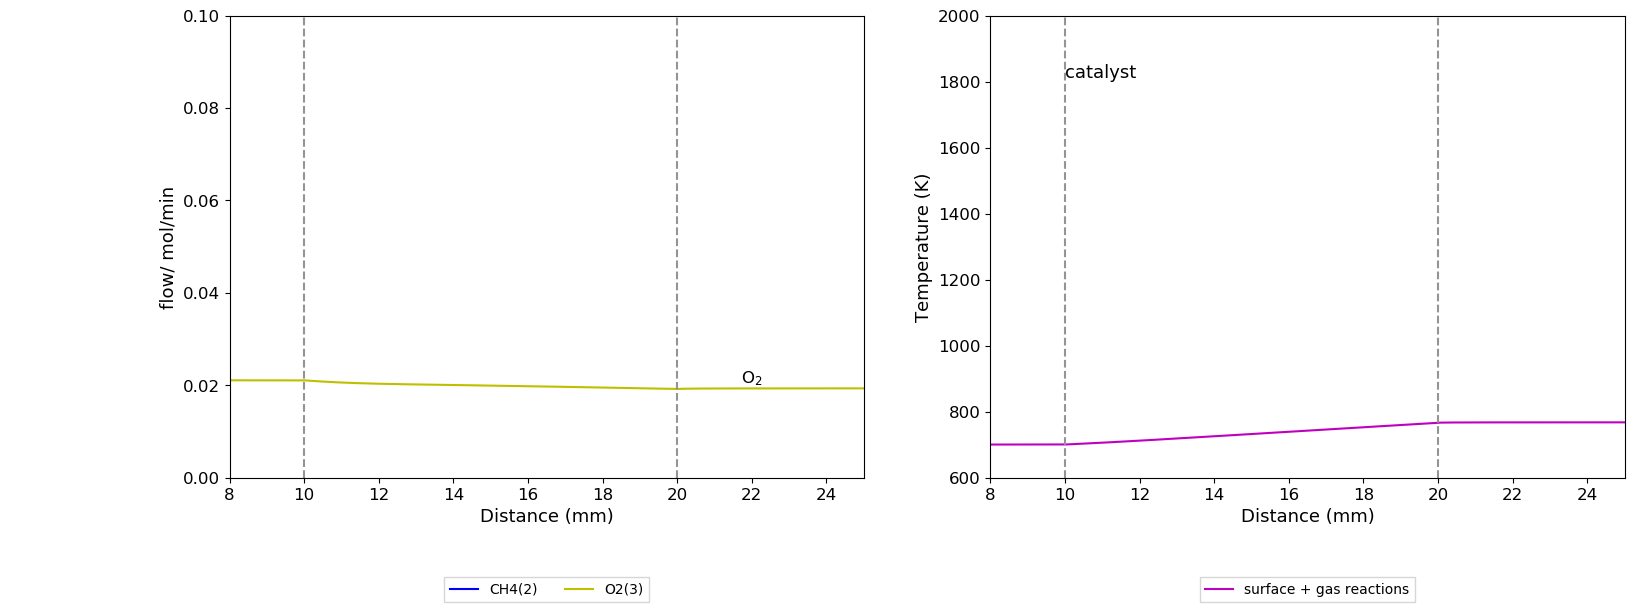 0.10
0.08
0.06
0.04
0.02
0.00
flow/ mol/min
O₂
8 10 12 14 16 18 20 22 24
Distance (mm)
CH4(2) O2(3)
2000
1800
1600
1400
1200
1000
800
600
Temperature (K)
catalyst
8 10 12 14 16 18 20 22 24
Distance (mm)
surface + gas reactions